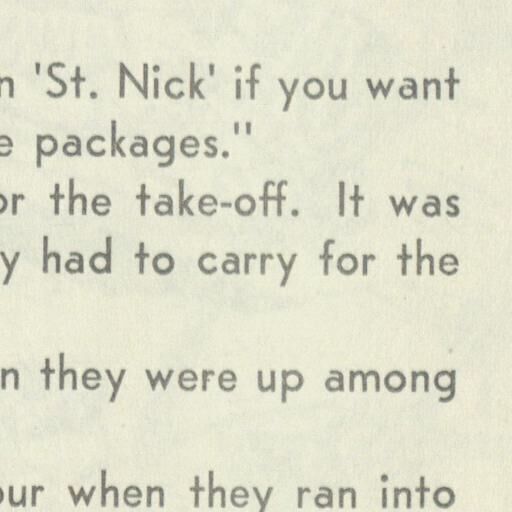 n 'St. Nick' if you want
e packages."
or the take-off. It was
y had to carry for the
n they were up among
our when they ran into